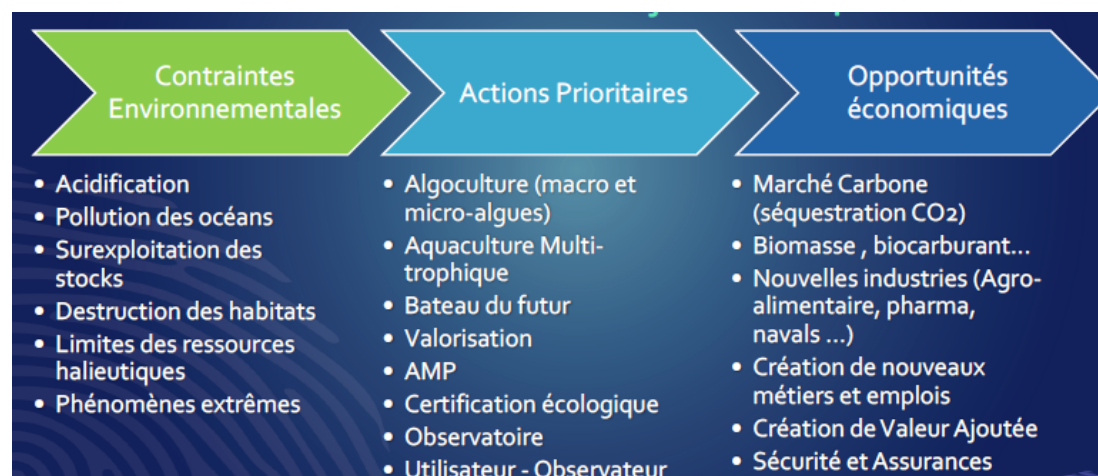 Contraintes
Environnementales
• Acidification
• Pollution des océans
• Surexploitation des
stocks
• Destruction des habitats
• Limites des ressources
halieutiques
• Phénomènes extrêmes
Actions Prioritaires
• Algoculture (macro et
micro-algues)
• Aquaculture Multi-
trophique
• Bateau du futur
• Valorisation
• AMP
• Certification écologique
• Observatoire
• Utilisateur - Observateur
Opportunités
économiques
• Marché Carbone
(séquestration CO2)
• Biomasse , biocarburant...
• Nouvelles industries (Agro-
alimentaire, pharma,
navals ...)
• Création de nouveaux
métiers et emplois
• Création de Valeur Ajoutée
• Sécurité et Assurances